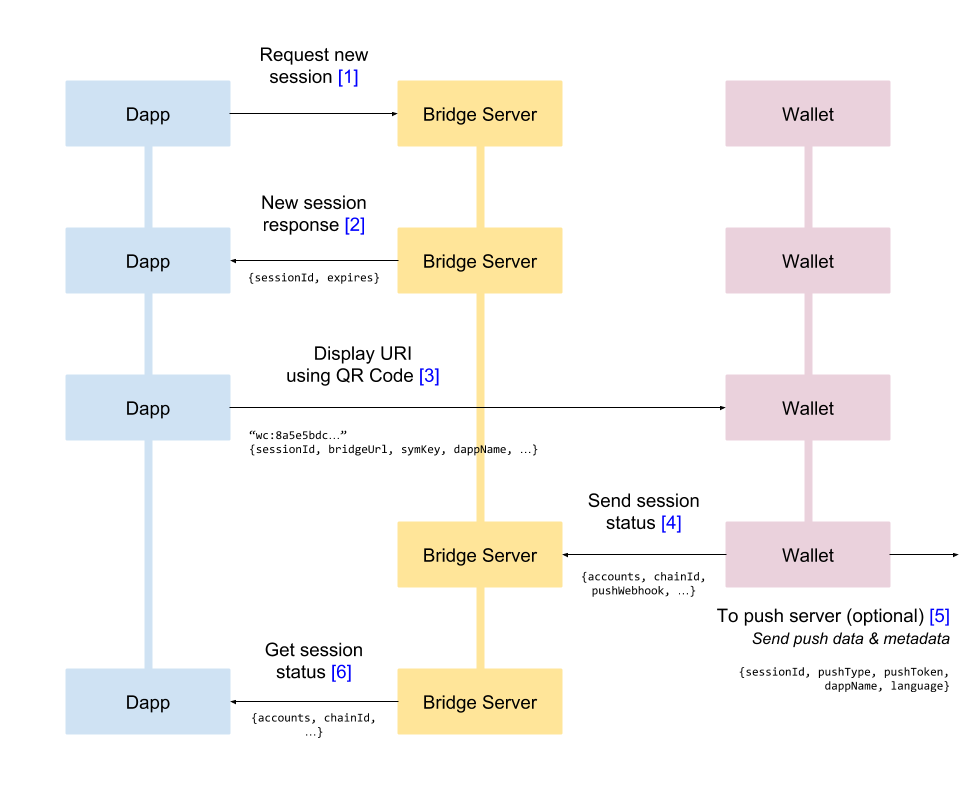 Request new
session [1]
Dapp
Bridge Server
Wallet
New session
response [2]
Dapp
Bridge Server
Wallet
{sessionId, expires}
Display URI
using QR Code [3]
Dapp
Wallet
“wc:8a5e5bdc…”
{sessionId, bridgeUrl, symKey, dappName, …}
Send session
status [4]
Bridge Server
Wallet
{accounts, chainId,
pushWebhook, …}
To push server (optional) [5]
Send push data & metadata
{sessionId, pushType, pushToken,
dappName, language}
Get session
status [6]
Dapp
Bridge Server
{accounts, chainId,
…}